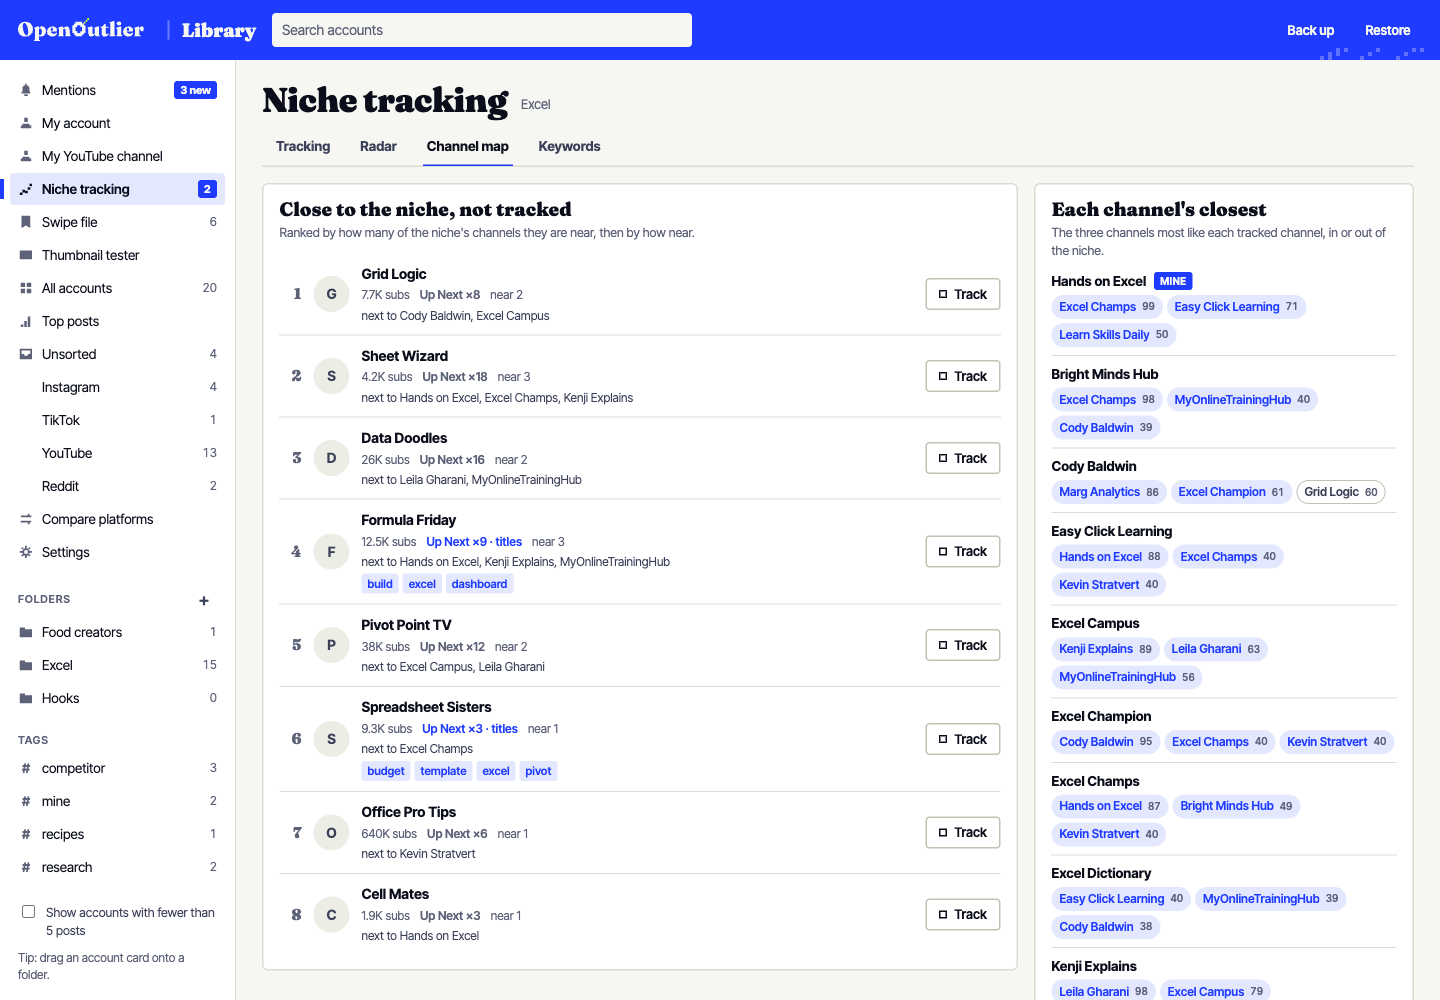 OpenOutlier
Library
Search accounts
Back up
Restore
Mentions
3 new
My account
My YouTube channel
Niche tracking
2
Swipe file
6
Thumbnail tester
All accounts
20
Top posts
Unsorted
4
Instagram
4
TikTok
1
YouTube
13
Reddit
2
Compare platforms
Settings
FOLDERS
+
Food creators
1
Excel
15
Hooks
0
TAGS
# competitor
3
# mine
2
# recipes
1
# research
2
Show accounts with fewer than
5 posts
Tip: drag an account card onto a
folder.
Niche tracking
Excel
Tracking
Radar
Channel map
Keywords
Close to the niche, not tracked
Ranked by how many of the niche's channels they are near, then by how near.
1
G
Grid Logic
7.7K subs Up Next ×8 near 2
next to Cody Baldwin, Excel Campus
Track
2
S
Sheet Wizard
4.2K subs Up Next ×18 near 3
next to Hands on Excel, Excel Champs, Kenji Explains
Track
3
D
Data Doodles
26K subs Up Next ×16 near 2
next to Leila Gharani, MyOnlineTrainingHub
Track
4
F
Formula Friday
12.5K subs Up Next ×9 · titles near 3
next to Hands on Excel, Kenji Explains, MyOnlineTrainingHub
build excel dashboard
Track
5
P
Pivot Point TV
38K subs Up Next ×12 near 2
next to Excel Campus, Leila Gharani
Track
6
S
Spreadsheet Sisters
9.3K subs Up Next ×3 · titles near 1
next to Excel Champs
budget template excel pivot
Track
7
O
Office Pro Tips
640K subs Up Next ×6 near 1
next to Kevin Stratvert
Track
8
C
Cell Mates
1.9K subs Up Next ×3 near 1
next to Hands on Excel
Track
Each channel's closest
The three channels most like each tracked channel, in or out of
the niche.
Hands on Excel MINE
Excel Champs 99 Easy Click Learning 71
Learn Skills Daily 50
Bright Minds Hub
Excel Champs 98 MyOnlineTrainingHub 40
Cody Baldwin 39
Cody Baldwin
Marg Analytics 86 Excel Champion 61 Grid Logic 60
Easy Click Learning
Hands on Excel 88 Excel Champs 40
Kevin Stratvert 40
Excel Campus
Kenji Explains 89 Leila Gharani 63
MyOnlineTrainingHub 56
Excel Champion
Cody Baldwin 95 Excel Champs 40 Kevin Stratvert 40
Excel Champs
Hands on Excel 87 Bright Minds Hub 49
Kevin Stratvert 40
Excel Dictionary
Easy Click Learning 40 MyOnlineTrainingHub 39
Cody Baldwin 38
Kenji Explains
Leila Gharani 98 Excel Campus 79